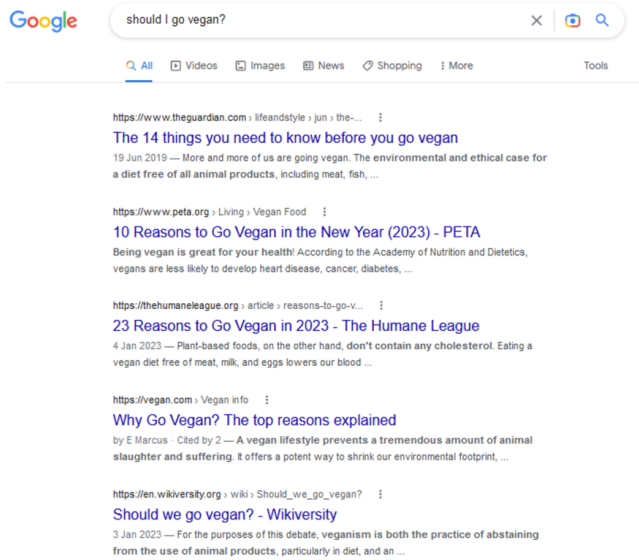 Google
should I go vegan?
All Videos Images News Shopping More Tools
https://www.theguardian.com › lifeandstyle › jun › the-...
The 14 things you need to know before you go vegan
19 Jun 2019 — More and more of us are going vegan. The environmental and ethical case for
a diet free of all animal products, including meat, fish, ...
https://www.peta.org › Living › Vegan Food
10 Reasons to Go Vegan in the New Year (2023) - PETA
Being vegan is great for your health! According to the Academy of Nutrition and Dietetics,
vegans are less likely to develop heart disease, cancer, diabetes, ...
https://thehumaneleague.org › article › reasons-to-go-v...
23 Reasons to Go Vegan in 2023 - The Humane League
4 Jan 2023 — Plant-based foods, on the other hand, don't contain any cholesterol. Eating a
vegan diet free of meat, milk, and eggs lowers our blood ...
https://vegan.com › Vegan info
Why Go Vegan? The top reasons explained
by E Marcus · Cited by 2 — A vegan lifestyle prevents a tremendous amount of animal
slaughter and suffering. It offers a potent way to shrink our environmental footprint, ...
https://en.wikiversity.org › wiki › Should_we_go_vegan?
Should we go vegan? - Wikiversity
3 Jan 2023 — For the purposes of this debate, veganism is both the practice of abstaining
from the use of animal products, particularly in diet, and an ...